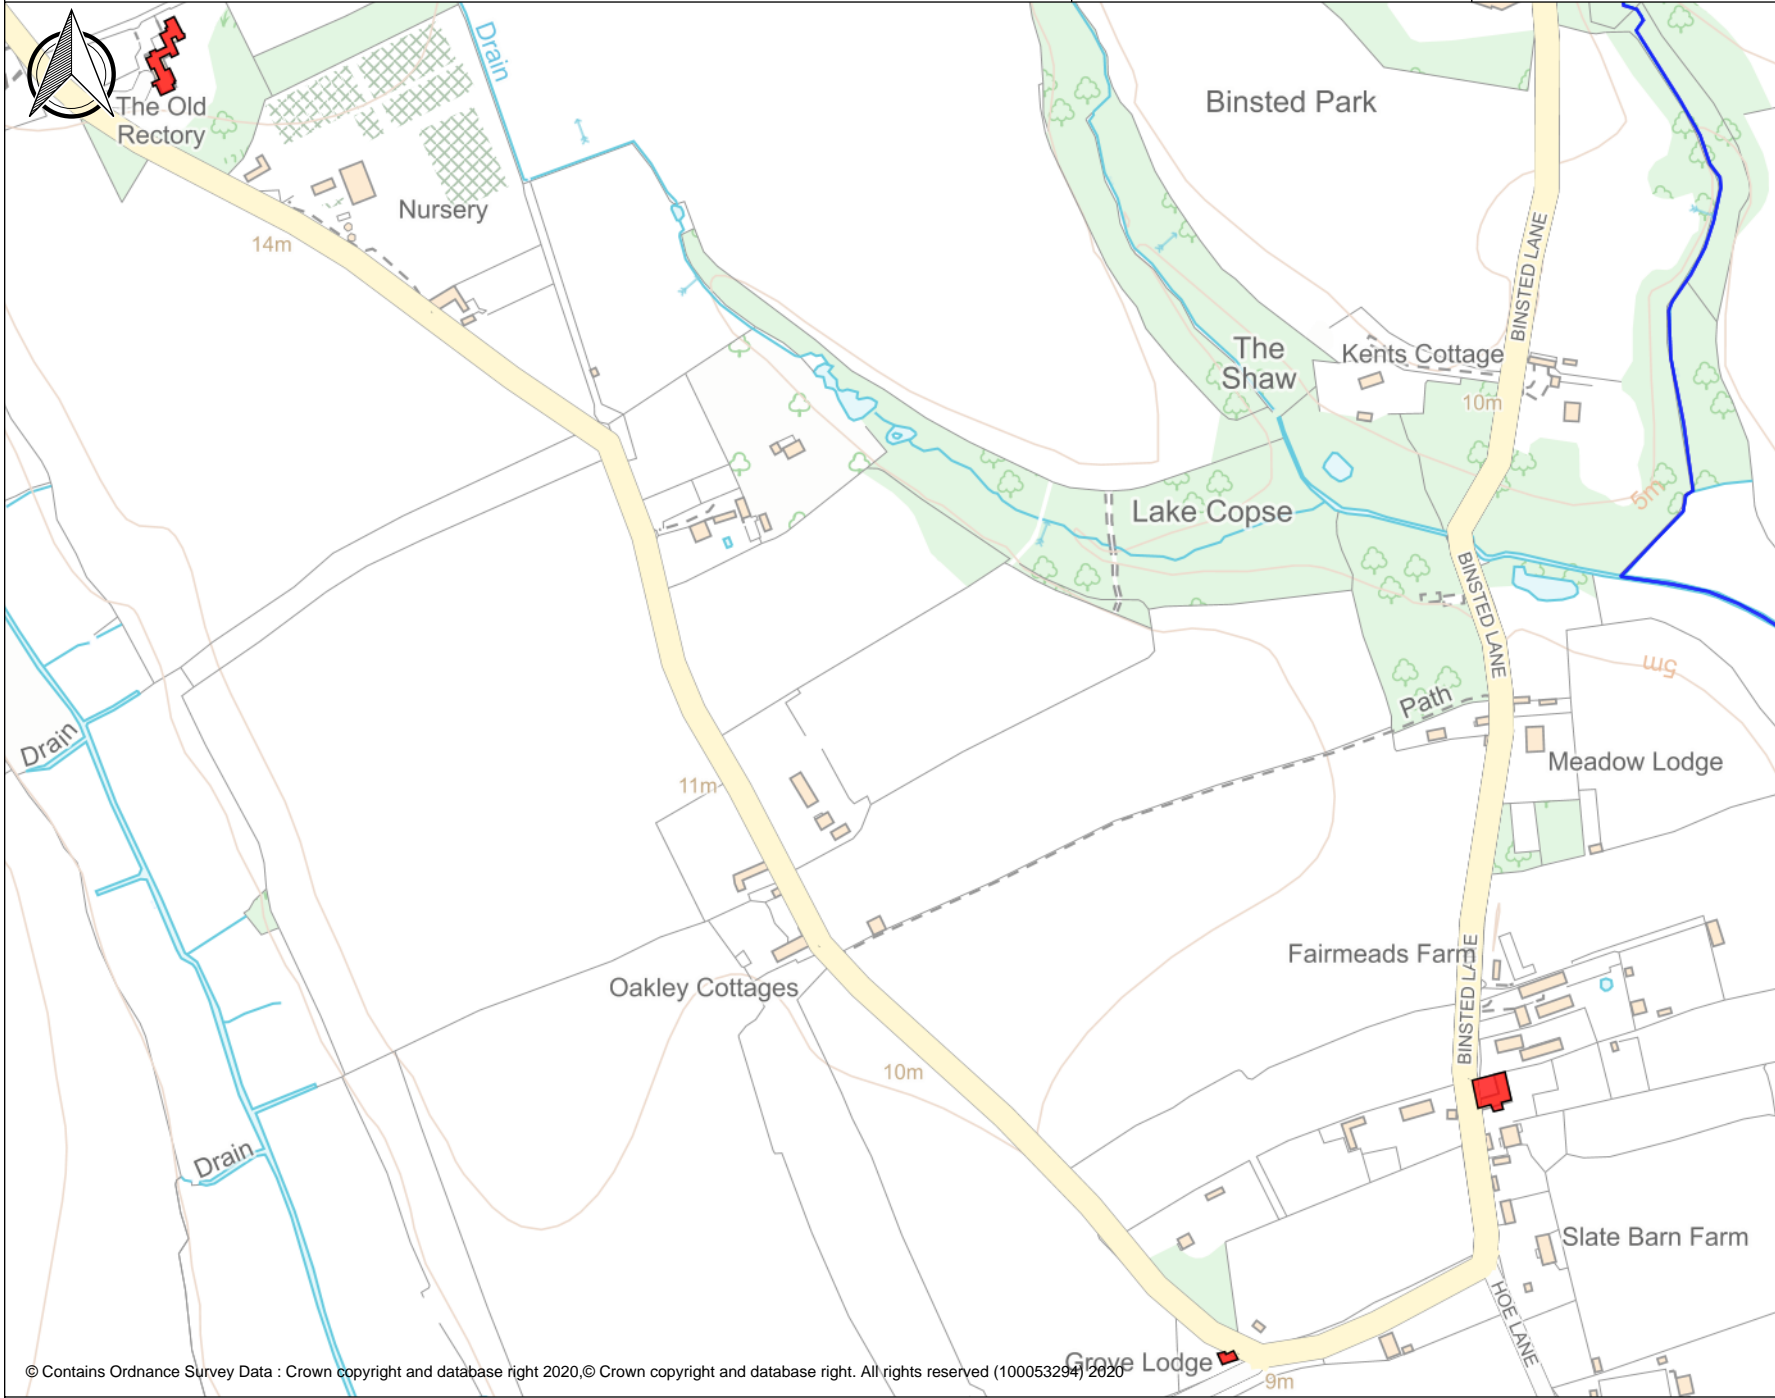 Drain
Binsted Park
The Old
Rectory
Nursery
14m
BINSTED LANE
The
Shaw
Kents Cottage
10m
5m
Lake Copse
BINSTED LANE
5m
Path
Drain
11m
Meadow Lodge
Fairmeads Farm
BINSTED LANE
Oakley Cottages
10m
Drain
Slate Barn Farm
HOE LANE
Grove Lodge
9m
© Contains Ordnance Survey Data : Crown copyright and database right 2020,© Crown copyright and database right. All rights reserved (100053294) 2020